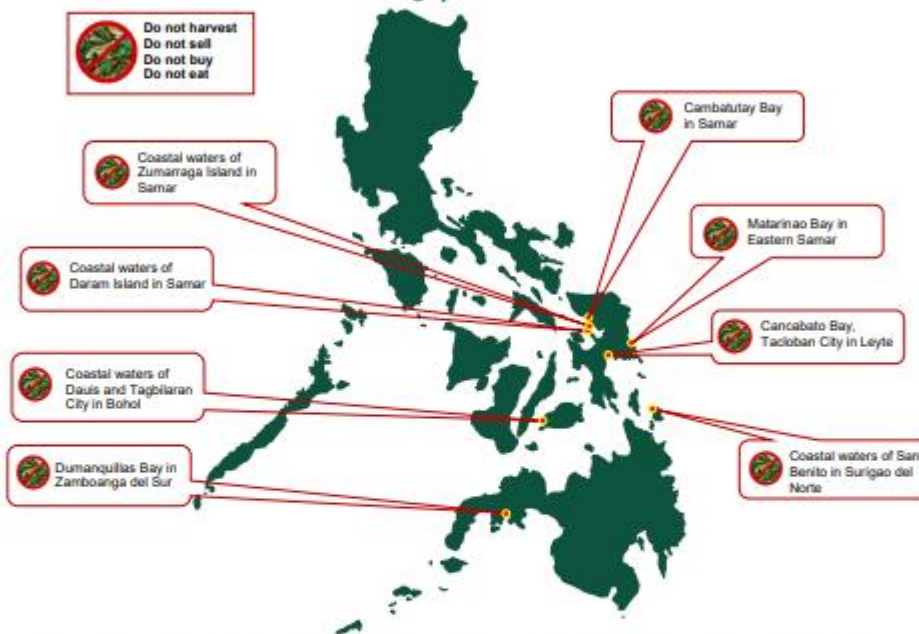 Do not harvest
Do not sell
Do not buy
Do not eat
Cambatutay Bay
in Samar
Coastal waters of
Zumarraga Island in
Samar
Matarinao Bay in
Eastern Samar
Coastal waters of
Daram Island in Samar
Cancabato Bay,
Tacloban City in Leyte
Coastal waters of
Dauis and Tagbilaran
City in Bohol
Coastal waters of San
Benito in Surigao del
Norte
Dumanquillas Bay in
Zamboanga del Sur